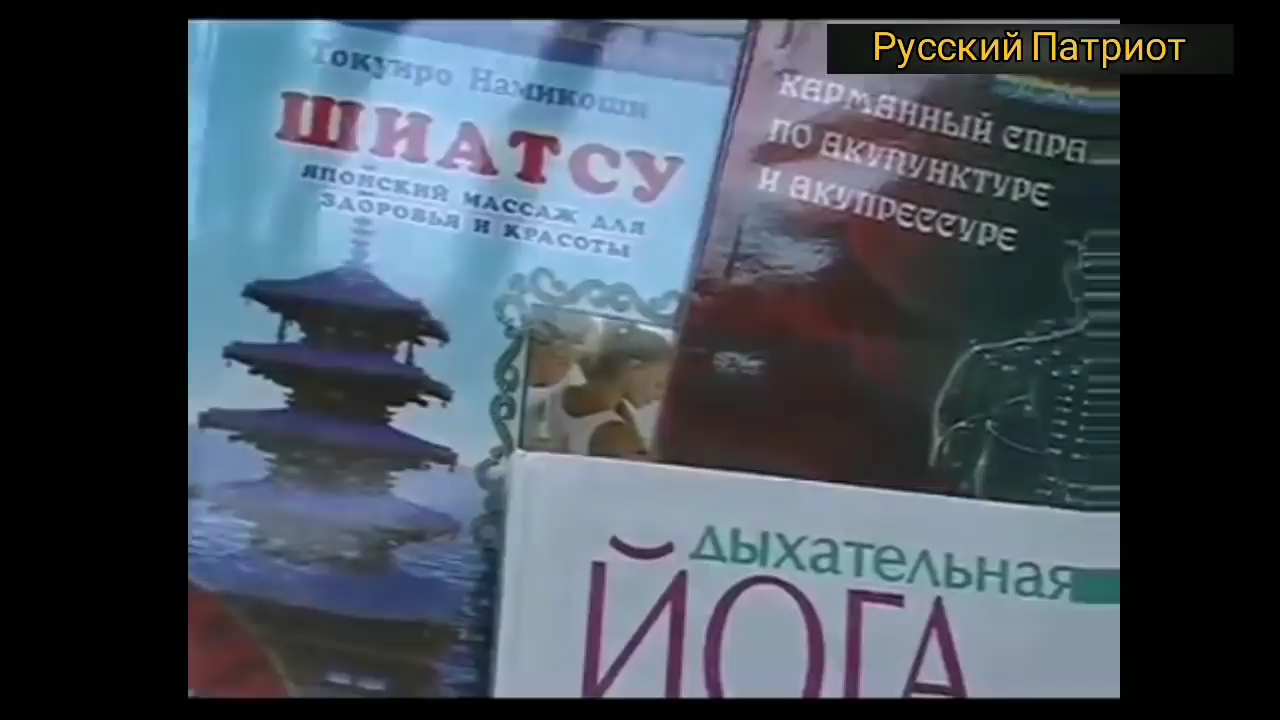 Русский Патриот
Токуиро Намикоши
ШИАТСУ
ЯПОНСКИЙ МАССАЖ ДЛЯ
ЗДОРОВЬЯ И КРАСОТЫ
КАРМАННЫЙ СПРА
ПО АКУПУНКТУРЕ
И АКУПРЕССУРЕ
дыхательная
ЙОГА